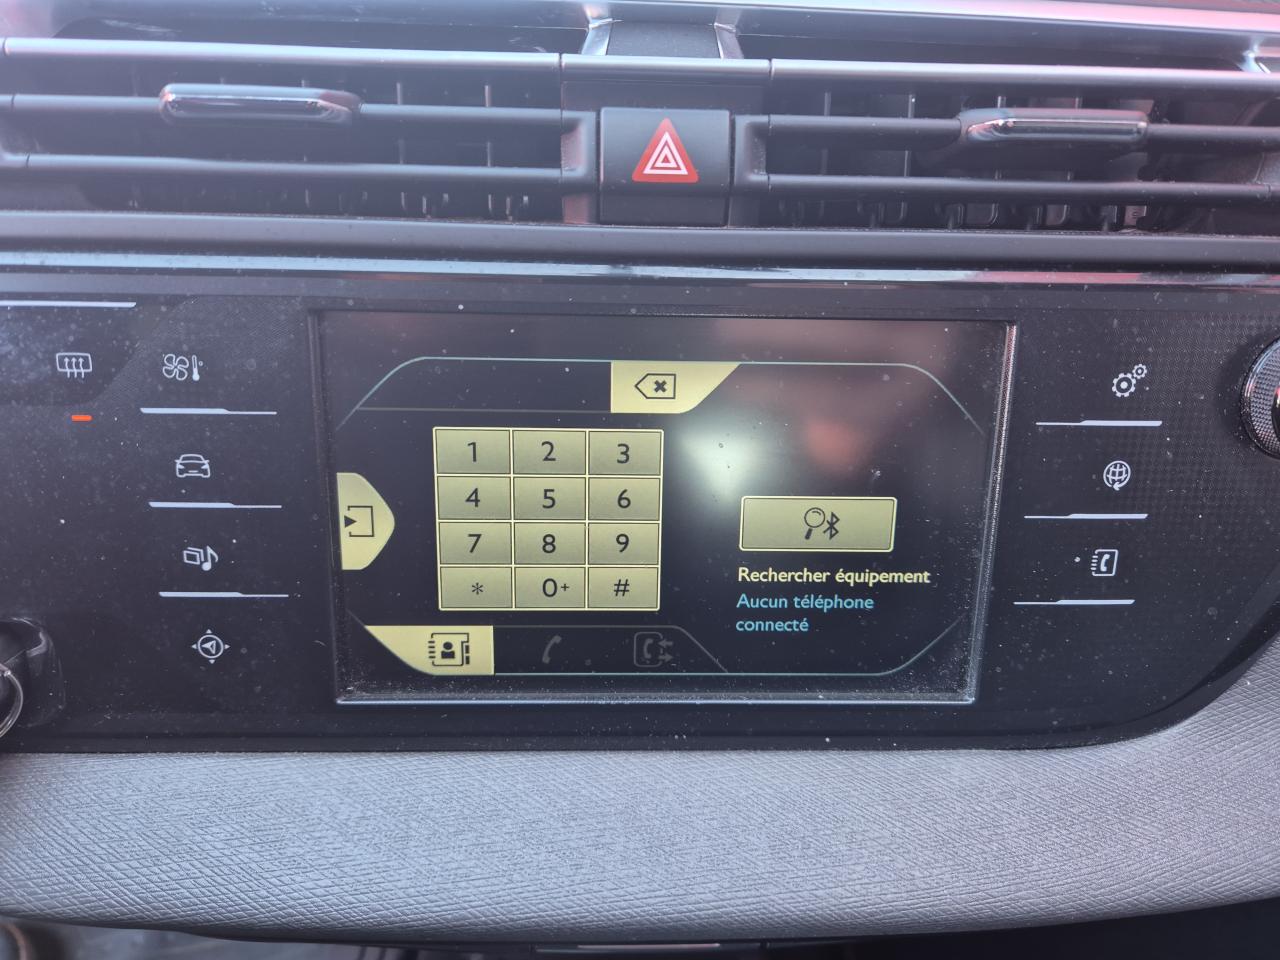 1 2 3
4 5 6
7 8 9
* 0+ #
Rechercher équipement
Aucun téléphone
connecté